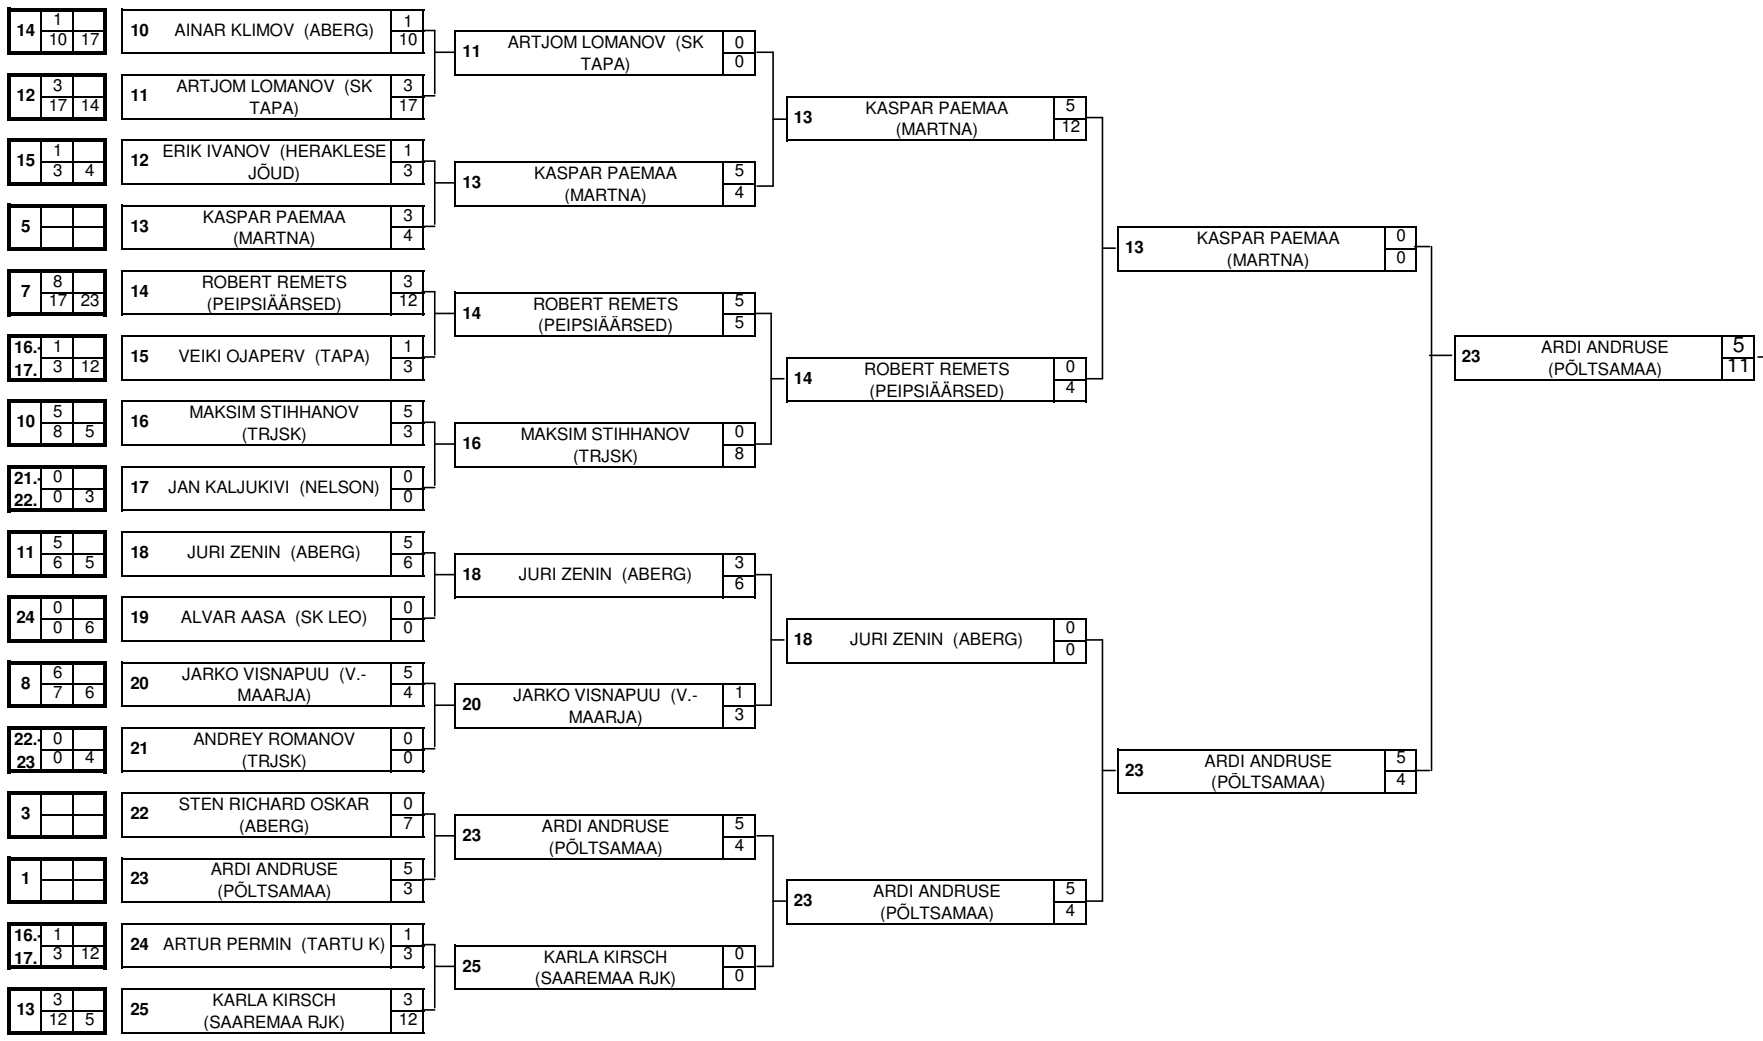 14 1
10 17
10 AINAR KLIMOV (ABERG) 1
10
12 3
17 14
11 ARTJOM LOMANOV (SK
TAPA) 3
17
15 1
3 4
12 ERIK IVANOV (HERAKLESE
JÕUD) 1
3
5
13 KASPAR PAEMAA
(MARTNA) 3
4
7 8
17 23
14 ROBERT REMETS
(PEIPSIÄÄRSED) 3
12
16.- 1
17. 3 12
15 VEIKI OJAPERV (TAPA) 1
3
10 5
8 5
16 MAKSIM STIHHANOV
(TRJSK) 5
3
21.- 0
22. 0 3
17 JAN KALJUKIVI (NELSON) 0
0
11 5
6 5
18 JURI ZENIN (ABERG) 5
6
24 0
0 6
19 ALVAR AASA (SK LEO) 0
0
8 6
7 6
20 JARKO VISNAPUU (V.-
MAARJA) 5
4
22.- 0
23 0 4
21 ANDREY ROMANOV
(TRJSK) 0
0
3
22 STEN RICHARD OSKAR
(ABERG) 0
7
1
23 ARDI ANDRUSE
(PÕLTSAMAA) 5
3
16.- 1
17. 3 12
24 ARTUR PERMIN (TARTU K) 1
3
13 3
12 5
25 KARLA KIRSCH
(SAAREMAA RJK) 3
12
11 ARTJOM LOMANOV (SK
TAPA) 0
0
13 KASPAR PAEMAA
(MARTNA) 5
4
14 ROBERT REMETS
(PEIPSIÄÄRSED) 5
5
16 MAKSIM STIHHANOV
(TRJSK) 0
8
18 JURI ZENIN (ABERG) 3
6
20 JARKO VISNAPUU (V.-
MAARJA) 1
3
23 ARDI ANDRUSE
(PÕLTSAMAA) 5
4
25 KARLA KIRSCH
(SAAREMAA RJK) 0
0
13 KASPAR PAEMAA
(MARTNA) 5
12
14 ROBERT REMETS
(PEIPSIÄÄRSED) 0
4
18 JURI ZENIN (ABERG) 0
0
23 ARDI ANDRUSE
(PÕLTSAMAA) 5
4
13 KASPAR PAEMAA
(MARTNA) 0
0
23 ARDI ANDRUSE
(PÕLTSAMAA) 5
4
23 ARDI ANDRUSE
(PÕLTSAMAA) 5
11